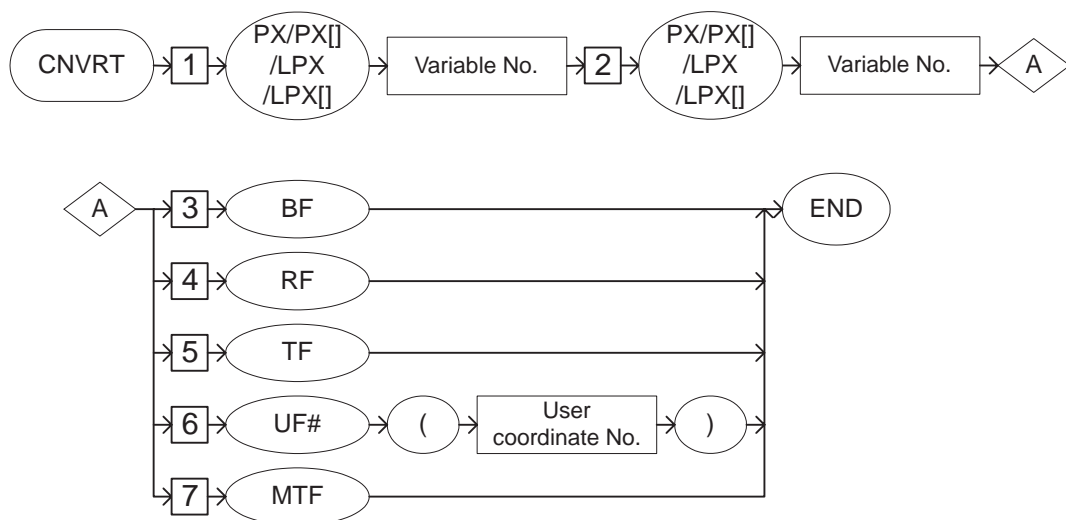 CNVRT 1 PX/PX[] /LPX /LPX[] Variable No. 2 PX/PX[] /LPX /LPX[] Variable No. A
A 3 BF END
4 RF
5 TF
6 UF# ( User coordinate No. )
7 MTF